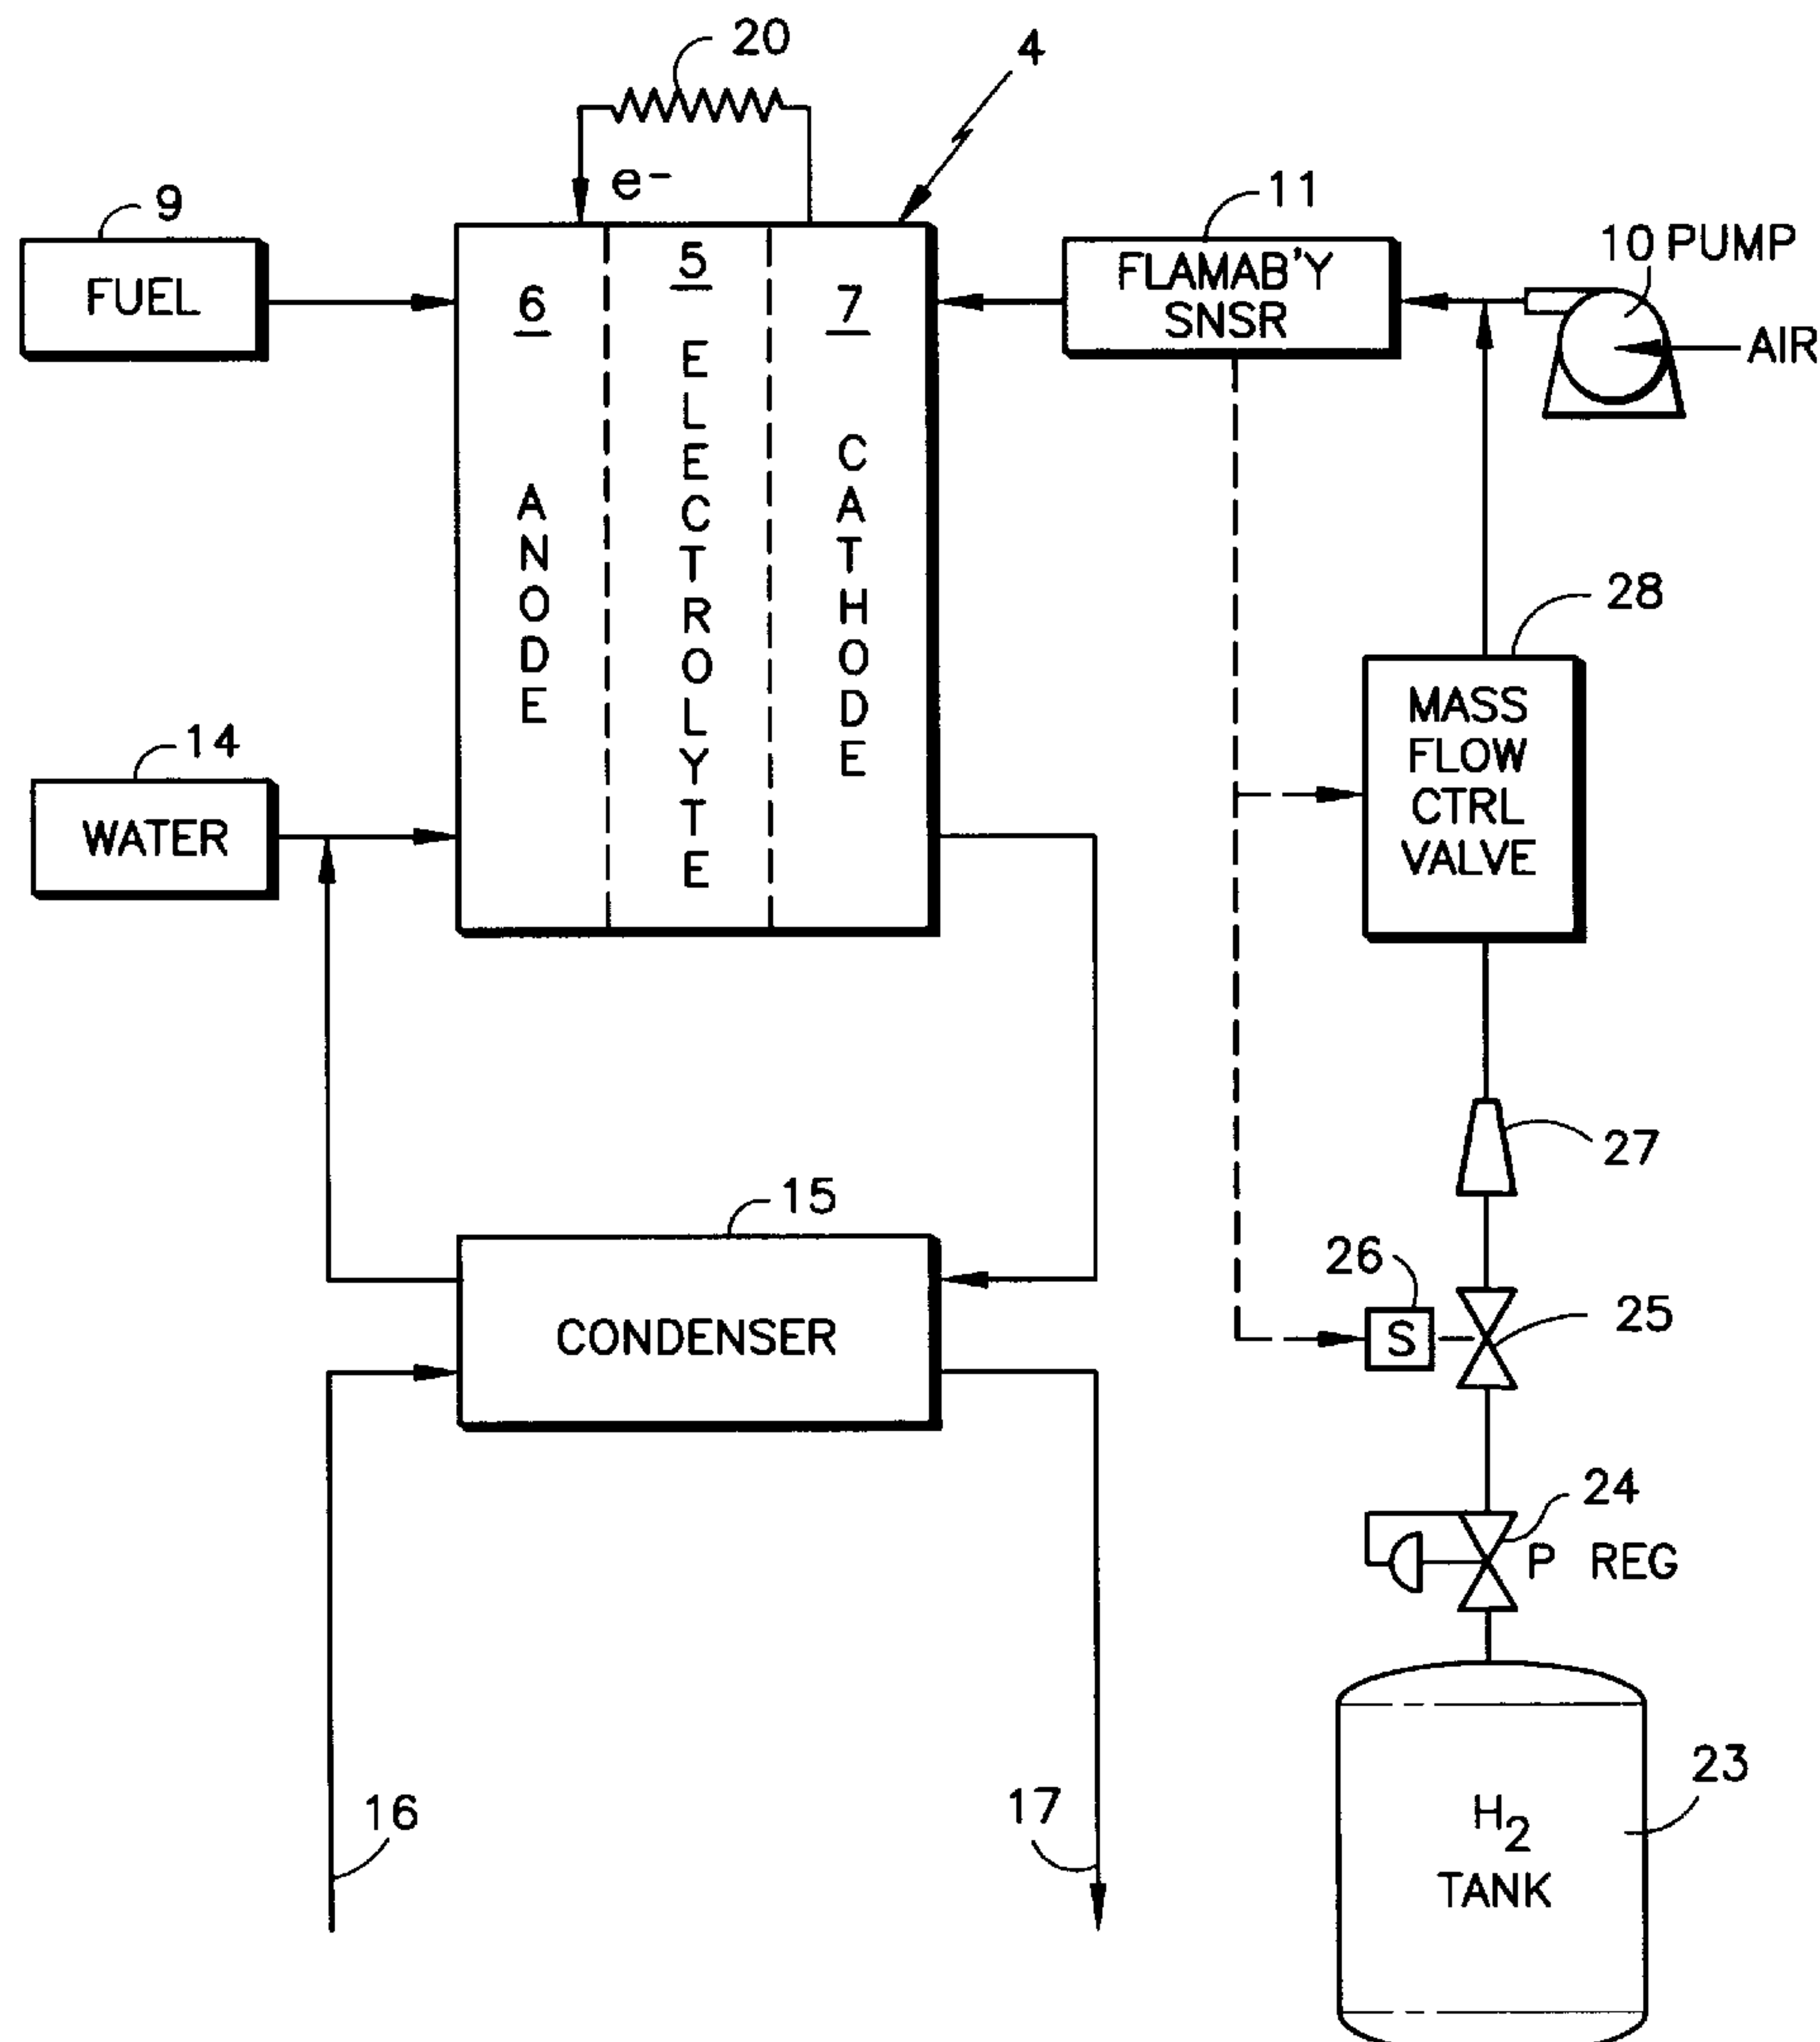 20
4
e-
9
FUEL
11
FLAMAB'Y
SNSR
10 PUMP
AIR
5
ELECTROLYTE
6
ANODE
7
CATHODE
28
MASS
FLOW
CTRL
VALVE
14
WATER
27
15
CONDENSER
26
S
25
24
P REG
16
17
23
H2
TANK